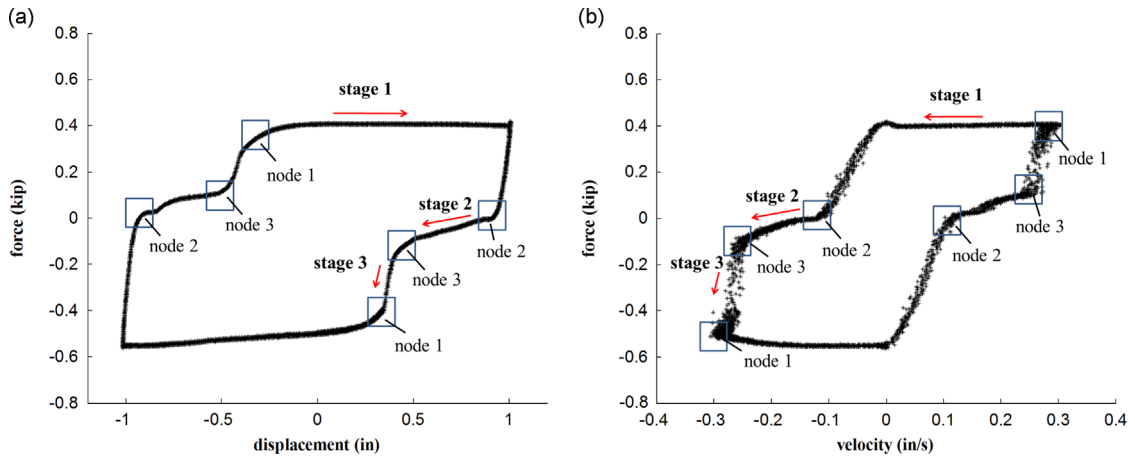 (a)
0.8
0.6
0.4
0.2
0
-0.2
-0.4
-0.6
-0.8
-1
-0.5
0
0.5
1
force (kip)
displacement (in)
stage 1
node 1
node 2
node 3
stage 2
node 2
node 3
stage 3
node 1
(b)
0.8
0.6
0.4
0.2
0
-0.2
-0.4
-0.6
-0.8
-0.4
-0.3
-0.2
-0.1
0
0.1
0.2
0.3
0.4
force (kip)
velocity (in/s)
stage 1
node 1
stage 2
node 3
node 2
node 2
stage 3
node 3
node 1